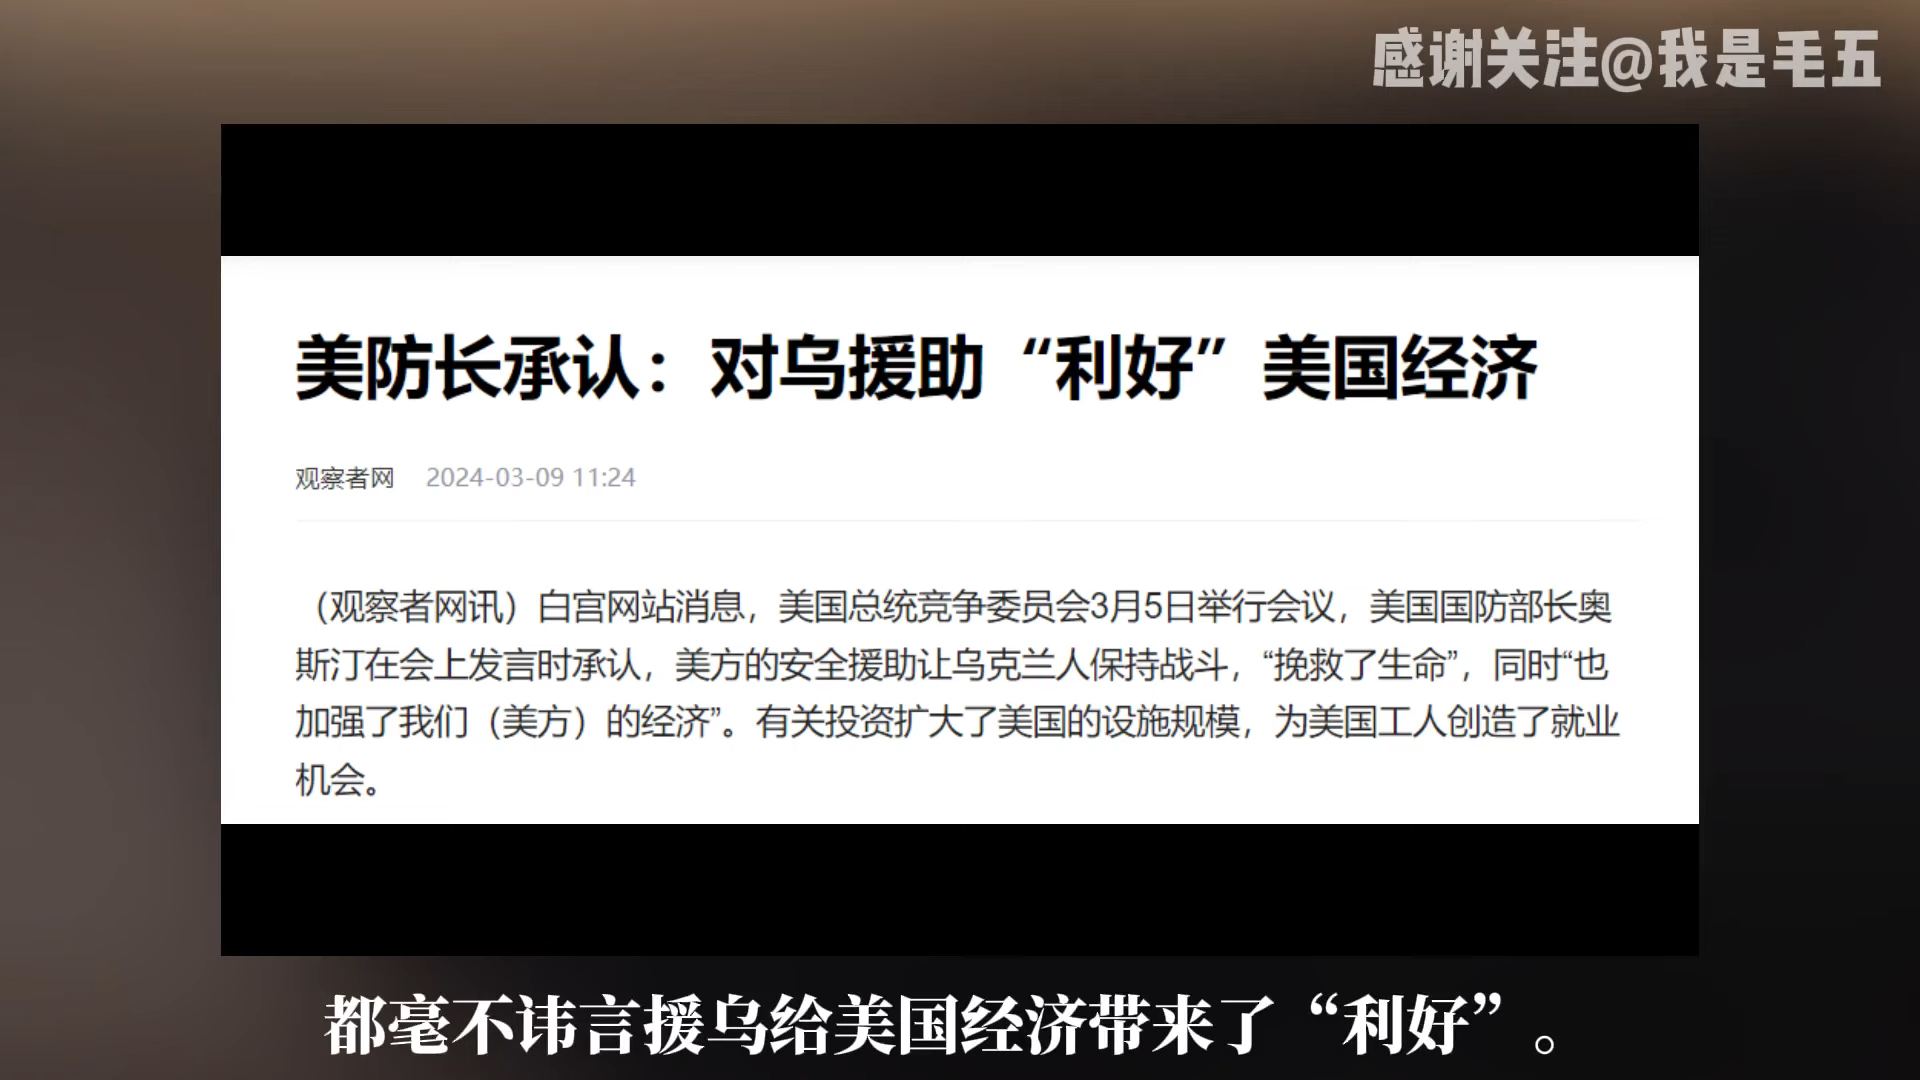 感谢关注@我是毛五
美防长承认：对乌援助“利好”美国经济
观察者网 2024-03-09 11:24
（观察者网讯）白宫网站消息，美国总统竞争委员会3月5日举行会议，美国国防部长奥
斯汀在会上发言时承认，美方的安全援助让乌克兰人保持战斗，“挽救了生命”，同时“也
加强了我们（美方）的经济”。有关投资扩大了美国的设施规模，为美国工人创造了就业
机会。
都毫不讳言援乌给美国经济带来了“利好”。